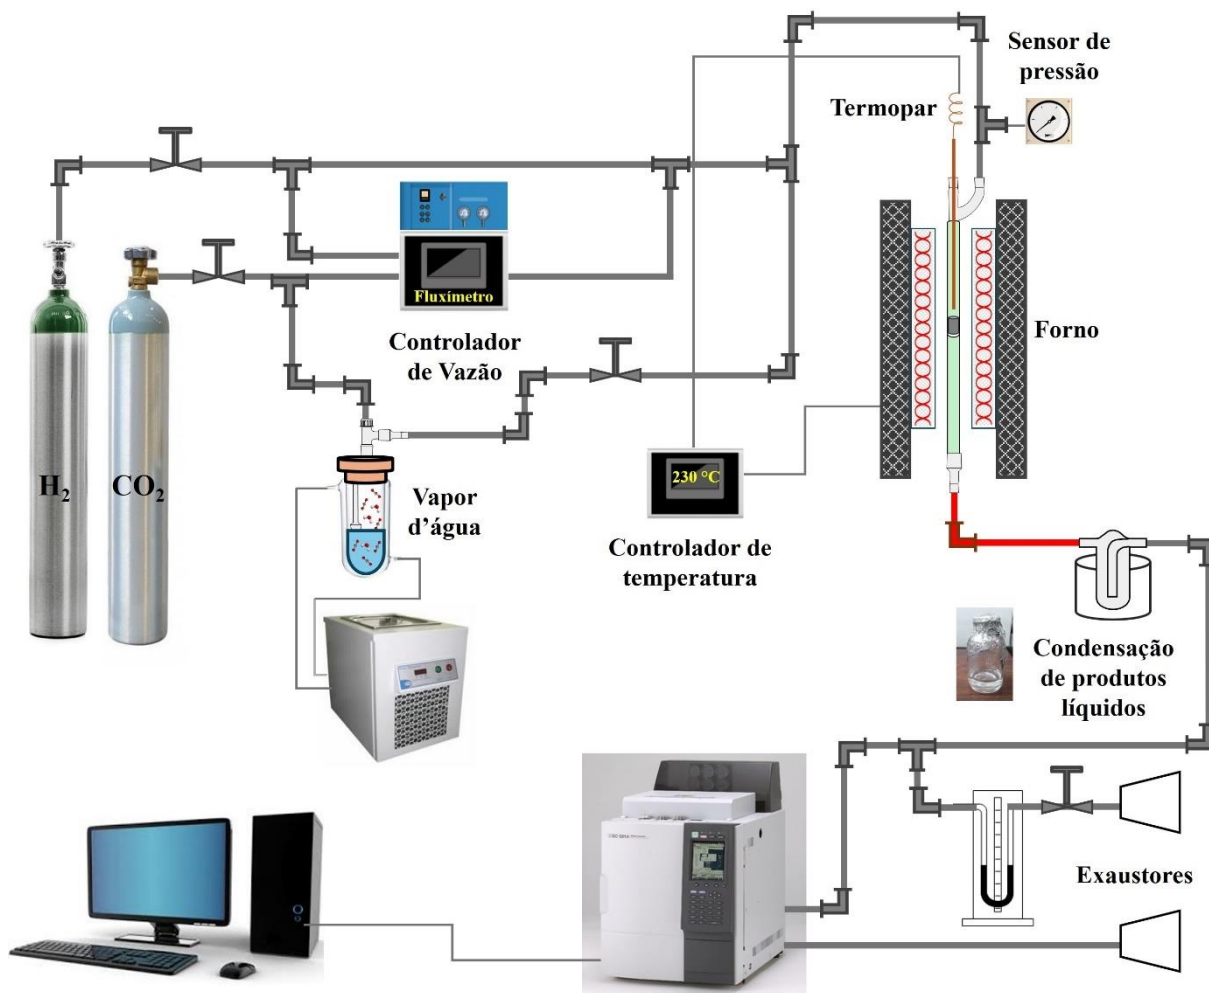 Sensor de
pressão
Termopar
Fluxímetro
Controlador
de Vazão
Forno
H₂
CO₂
Vapor
d’água
230 °C
Controlador de
temperatura
Condensação
de produtos
líquidos
Exaustores